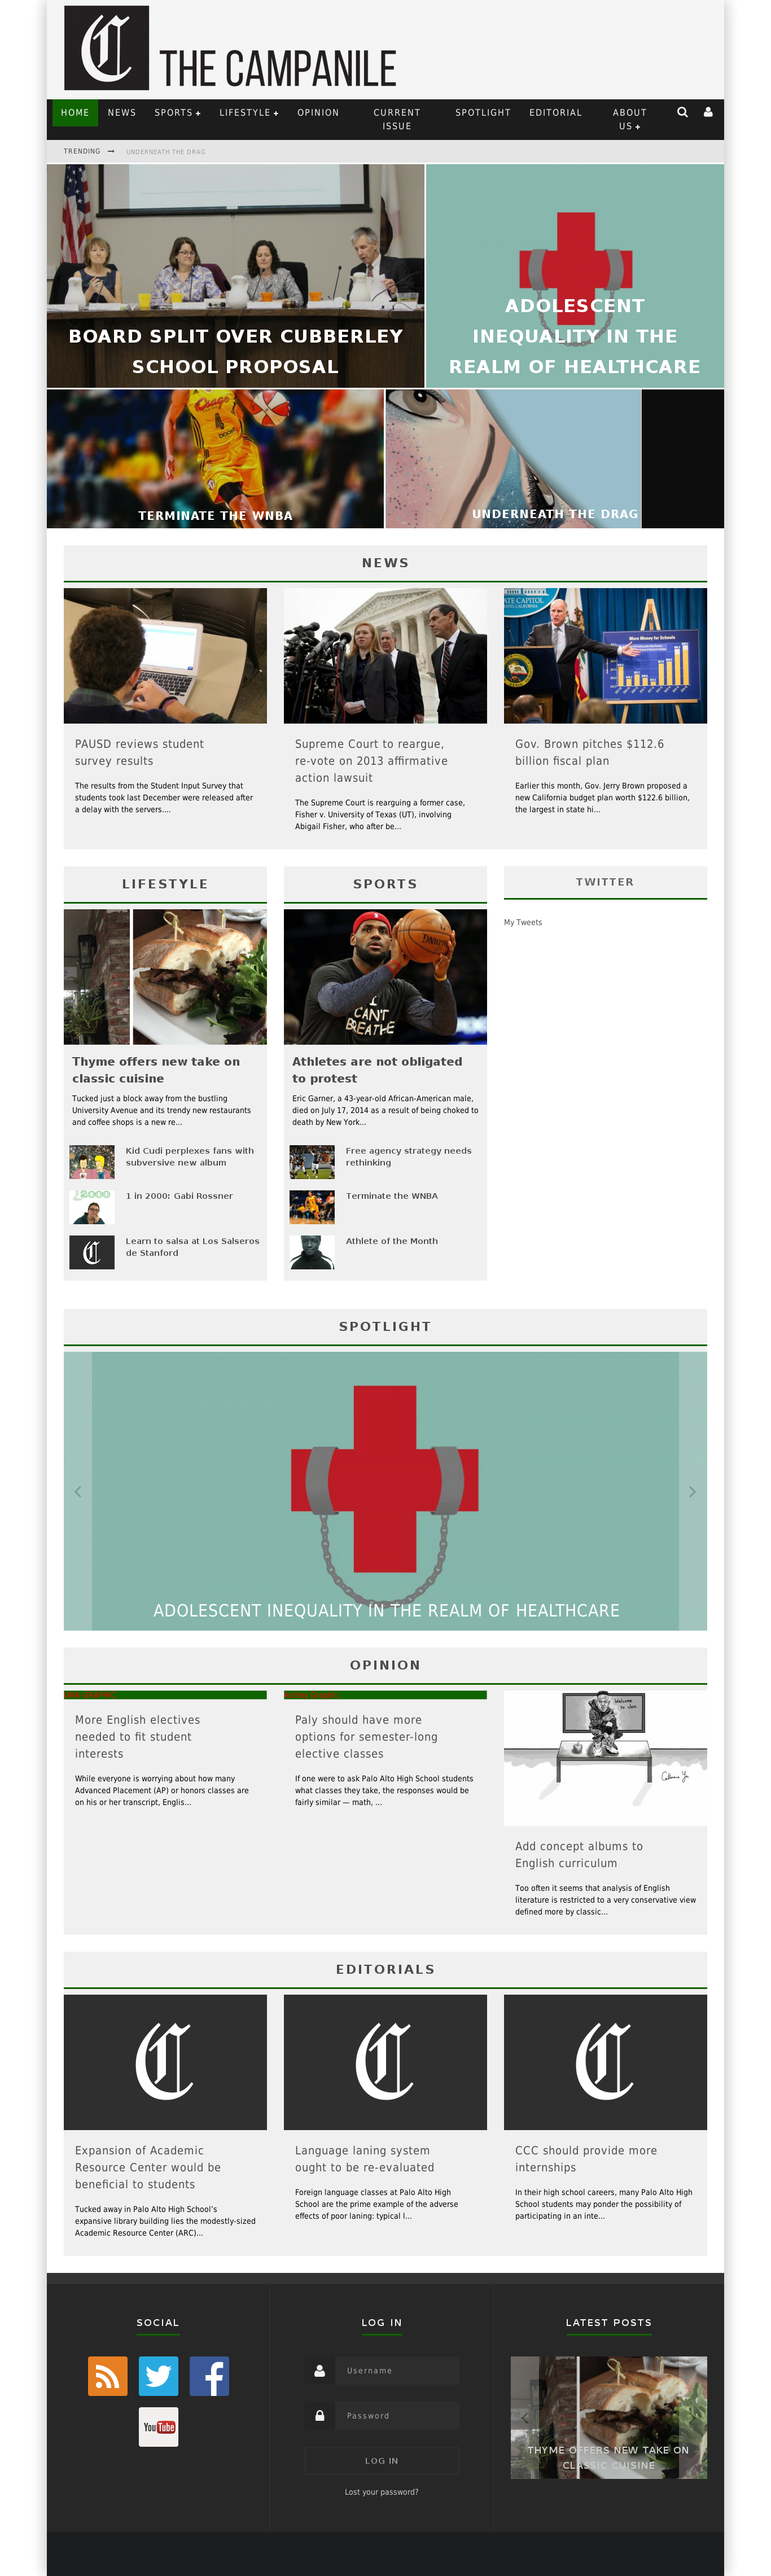 C THE CAMPANILE
HOME NEWS SPORTS + LIFESTYLE + OPINION CURRENT ISSUE SPOTLIGHT EDITORIAL ABOUT US +
TRENDING UNDERNEATH THE DRAG
BOARD SPLIT OVER CUBBERLEY
SCHOOL PROPOSAL
ADOLESCENT
INEQUALITY IN THE
REALM OF HEALTHCARE
TERMINATE THE WNBA
UNDERNEATH THE DRAG
NEWS
More Money for Schools
PAUSD reviews student
survey results
The results from the Student Input Survey that
students took last December were released after
a delay with the servers....
Supreme Court to reargue,
re-vote on 2013 affirmative
action lawsuit
The Supreme Court is rearguing a former case,
Fisher v. University of Texas (UT), involving
Abigail Fisher, who after be...
Gov. Brown pitches $112.6
billion fiscal plan
Earlier this month, Gov. Jerry Brown proposed a
new California budget plan worth $122.6 billion,
the largest in state hi...
LIFESTYLE
Thyme offers new take on
classic cuisine
Tucked just a block away from the bustling
University Avenue and its trendy new restaurants
and coffee shops is a new re...
Kid Cudi perplexes fans with
subversive new album
2000
1 in 2000: Gabi Rossner
C
Learn to salsa at Los Salseros
de Stanford
SPORTS
I
CAN'T
BREATHE
Athletes are not obligated
to protest
Eric Garner, a 43-year-old African-American male,
died on July 17, 2014 as a result of being choked to
death by New York...
Free agency strategy needs
rethinking
Terminate the WNBA
Athlete of the Month
TWITTER
My Tweets
SPOTLIGHT
ADOLESCENT INEQUALITY IN THE REALM OF HEALTHCARE
OPINION
More English electives
needed to fit student
interests
While everyone is worrying about how many
Advanced Placement (AP) or honors classes are
on his or her transcript, Englis...
Paly should have more
options for semester-long
elective classes
If one were to ask Palo Alto High School students
what classes they take, the responses would be
fairly similar — math, ...
Welcome
to class.
Add concept albums to
English curriculum
Too often it seems that analysis of English
literature is restricted to a very conservative view
defined more by classic...
EDITORIALS
C
Expansion of Academic
Resource Center would be
beneficial to students
Tucked away in Palo Alto High School's
expansive library building lies the modestly-sized
Academic Resource Center (ARC)...
C
Language laning system
ought to be re-evaluated
Foreign language classes at Palo Alto High
School are the prime example of the adverse
effects of poor laning: typical l...
C
CCC should provide more
internships
In their high school careers, many Palo Alto High
School students may ponder the possibility of
participating in an inte...
SOCIAL
You Tube
LOG IN
Username
Password
LOG IN
Lost your password?
LATEST POSTS
THYME OFFERS NEW TAKE ON
CLASSIC CUISINE